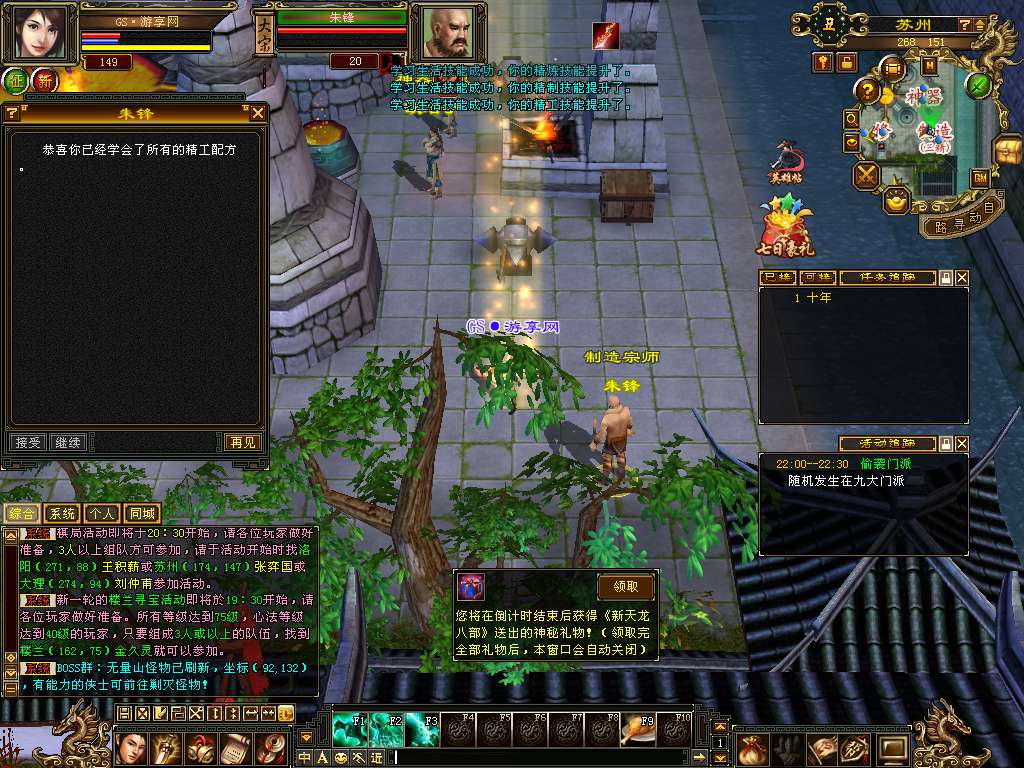 GS·游享网
149
征
新
大宋
朱锋
20
学习生活技能成功，你的精炼技能提升了。
学习生活技能成功，你的精制技能提升了。
学习生活技能成功，你的精工技能提升了。
丑
苏州
?
268 151
N
?
Q
神器
制造
(三精)
GM
自动寻路
英雄帖
七日豪礼
? 朱锋
恭喜你已经学会了所有的精工配方
。
接受 继续 再见
GS●游享网
制造宗师
朱锋
已接 可接 任务追踪
1 十年
活动追踪
22:00--22:30 偷袭门派
随机发生在九大门派
综合 系统 个人 同城
系统 棋局活动即将于20：30开始，请各位玩家做好
准备，3人以上组队方可参加，请于活动开始时找洛
阳（271，88）王积薪或苏州（174，147）张弈国或
大理（274，94）刘仲甫参加活动。
系统 新一轮的楼兰寻宝活动即将於19：30开始，请
各位玩家做好准备。所有等级达到75级，心法等级
达到40级的玩家，只要组成3人或以上的队伍，找到
楼兰（162，75）金久灵就可以参加。
系统 BOSS群：无量山怪物已刷新，坐标（92,132）
，有能力的侠士可前往剿灭怪物！
领取
您将在倒计时结束后获得《新天龙
八部》送出的神秘礼物！（领取完
全部礼物后，本窗口会自动关闭）
F1 F2 F3 F4 F5 F6 F7 F8 F9 F10
1
中 A 近